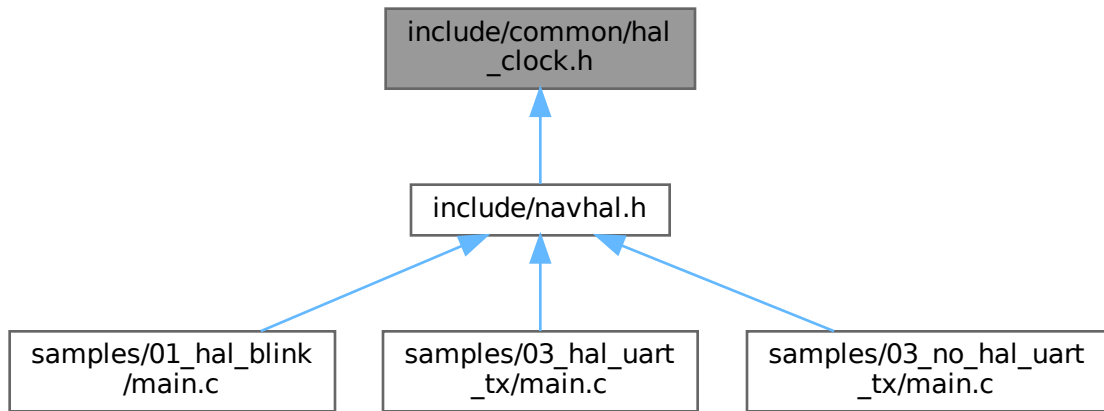 include/common/hal
_clock.h
include/navhal.h
samples/01_hal_blink
/main.c
samples/03_hal_uart
_tx/main.c
samples/03_no_hal_uart
_tx/main.c